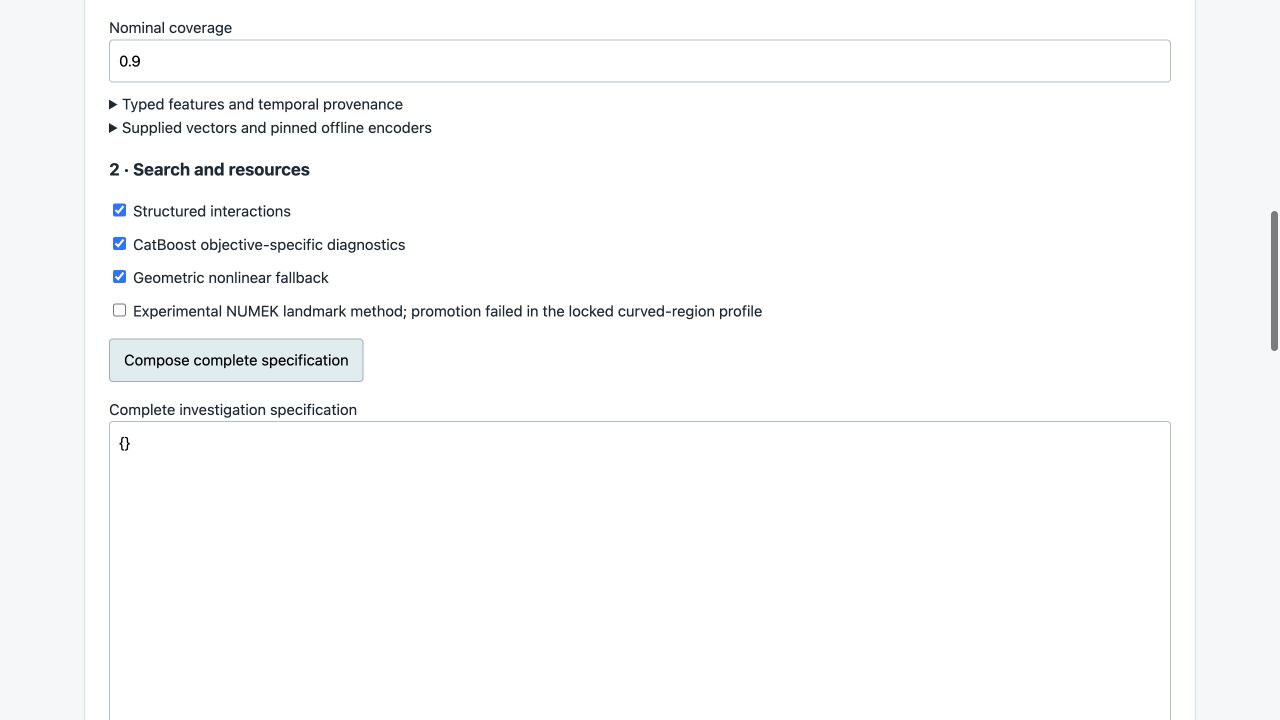 Nominal coverage
0.9
Typed features and temporal provenance
Supplied vectors and pinned offline encoders
2 · Search and resources
Structured interactions
CatBoost objective-specific diagnostics
Geometric nonlinear fallback
Experimental NUMEK landmark method; promotion failed in the locked curved-region profile
Compose complete specification
Complete investigation specification
{}